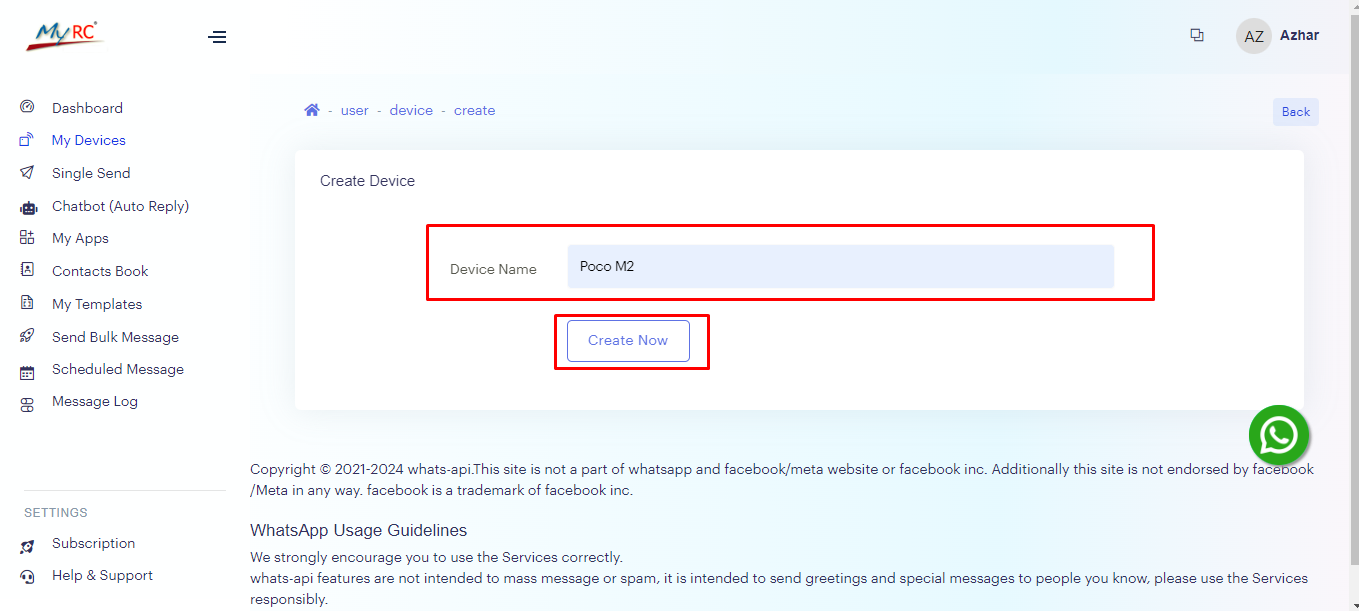 MyRC
AZ
Azhar
Dashboard
My Devices
Single Send
Chatbot (Auto Reply)
My Apps
Contacts Book
My Templates
Send Bulk Message
Scheduled Message
Message Log
SETTINGS
Subscription
Help & Support
- user - device - create
Back
Create Device
Device Name
Poco M2
Create Now
Copyright © 2021-2024 whats-api.This site is not a part of whatsapp and facebook/meta website or facebook inc. Additionally this site is not endorsed by facebook
/Meta in any way. facebook is a trademark of facebook inc.
WhatsApp Usage Guidelines
We strongly encourage you to use the Services correctly.
whats-api features are not intended to mass message or spam, it is intended to send greetings and special messages to people you know, please use the Services
responsibly.